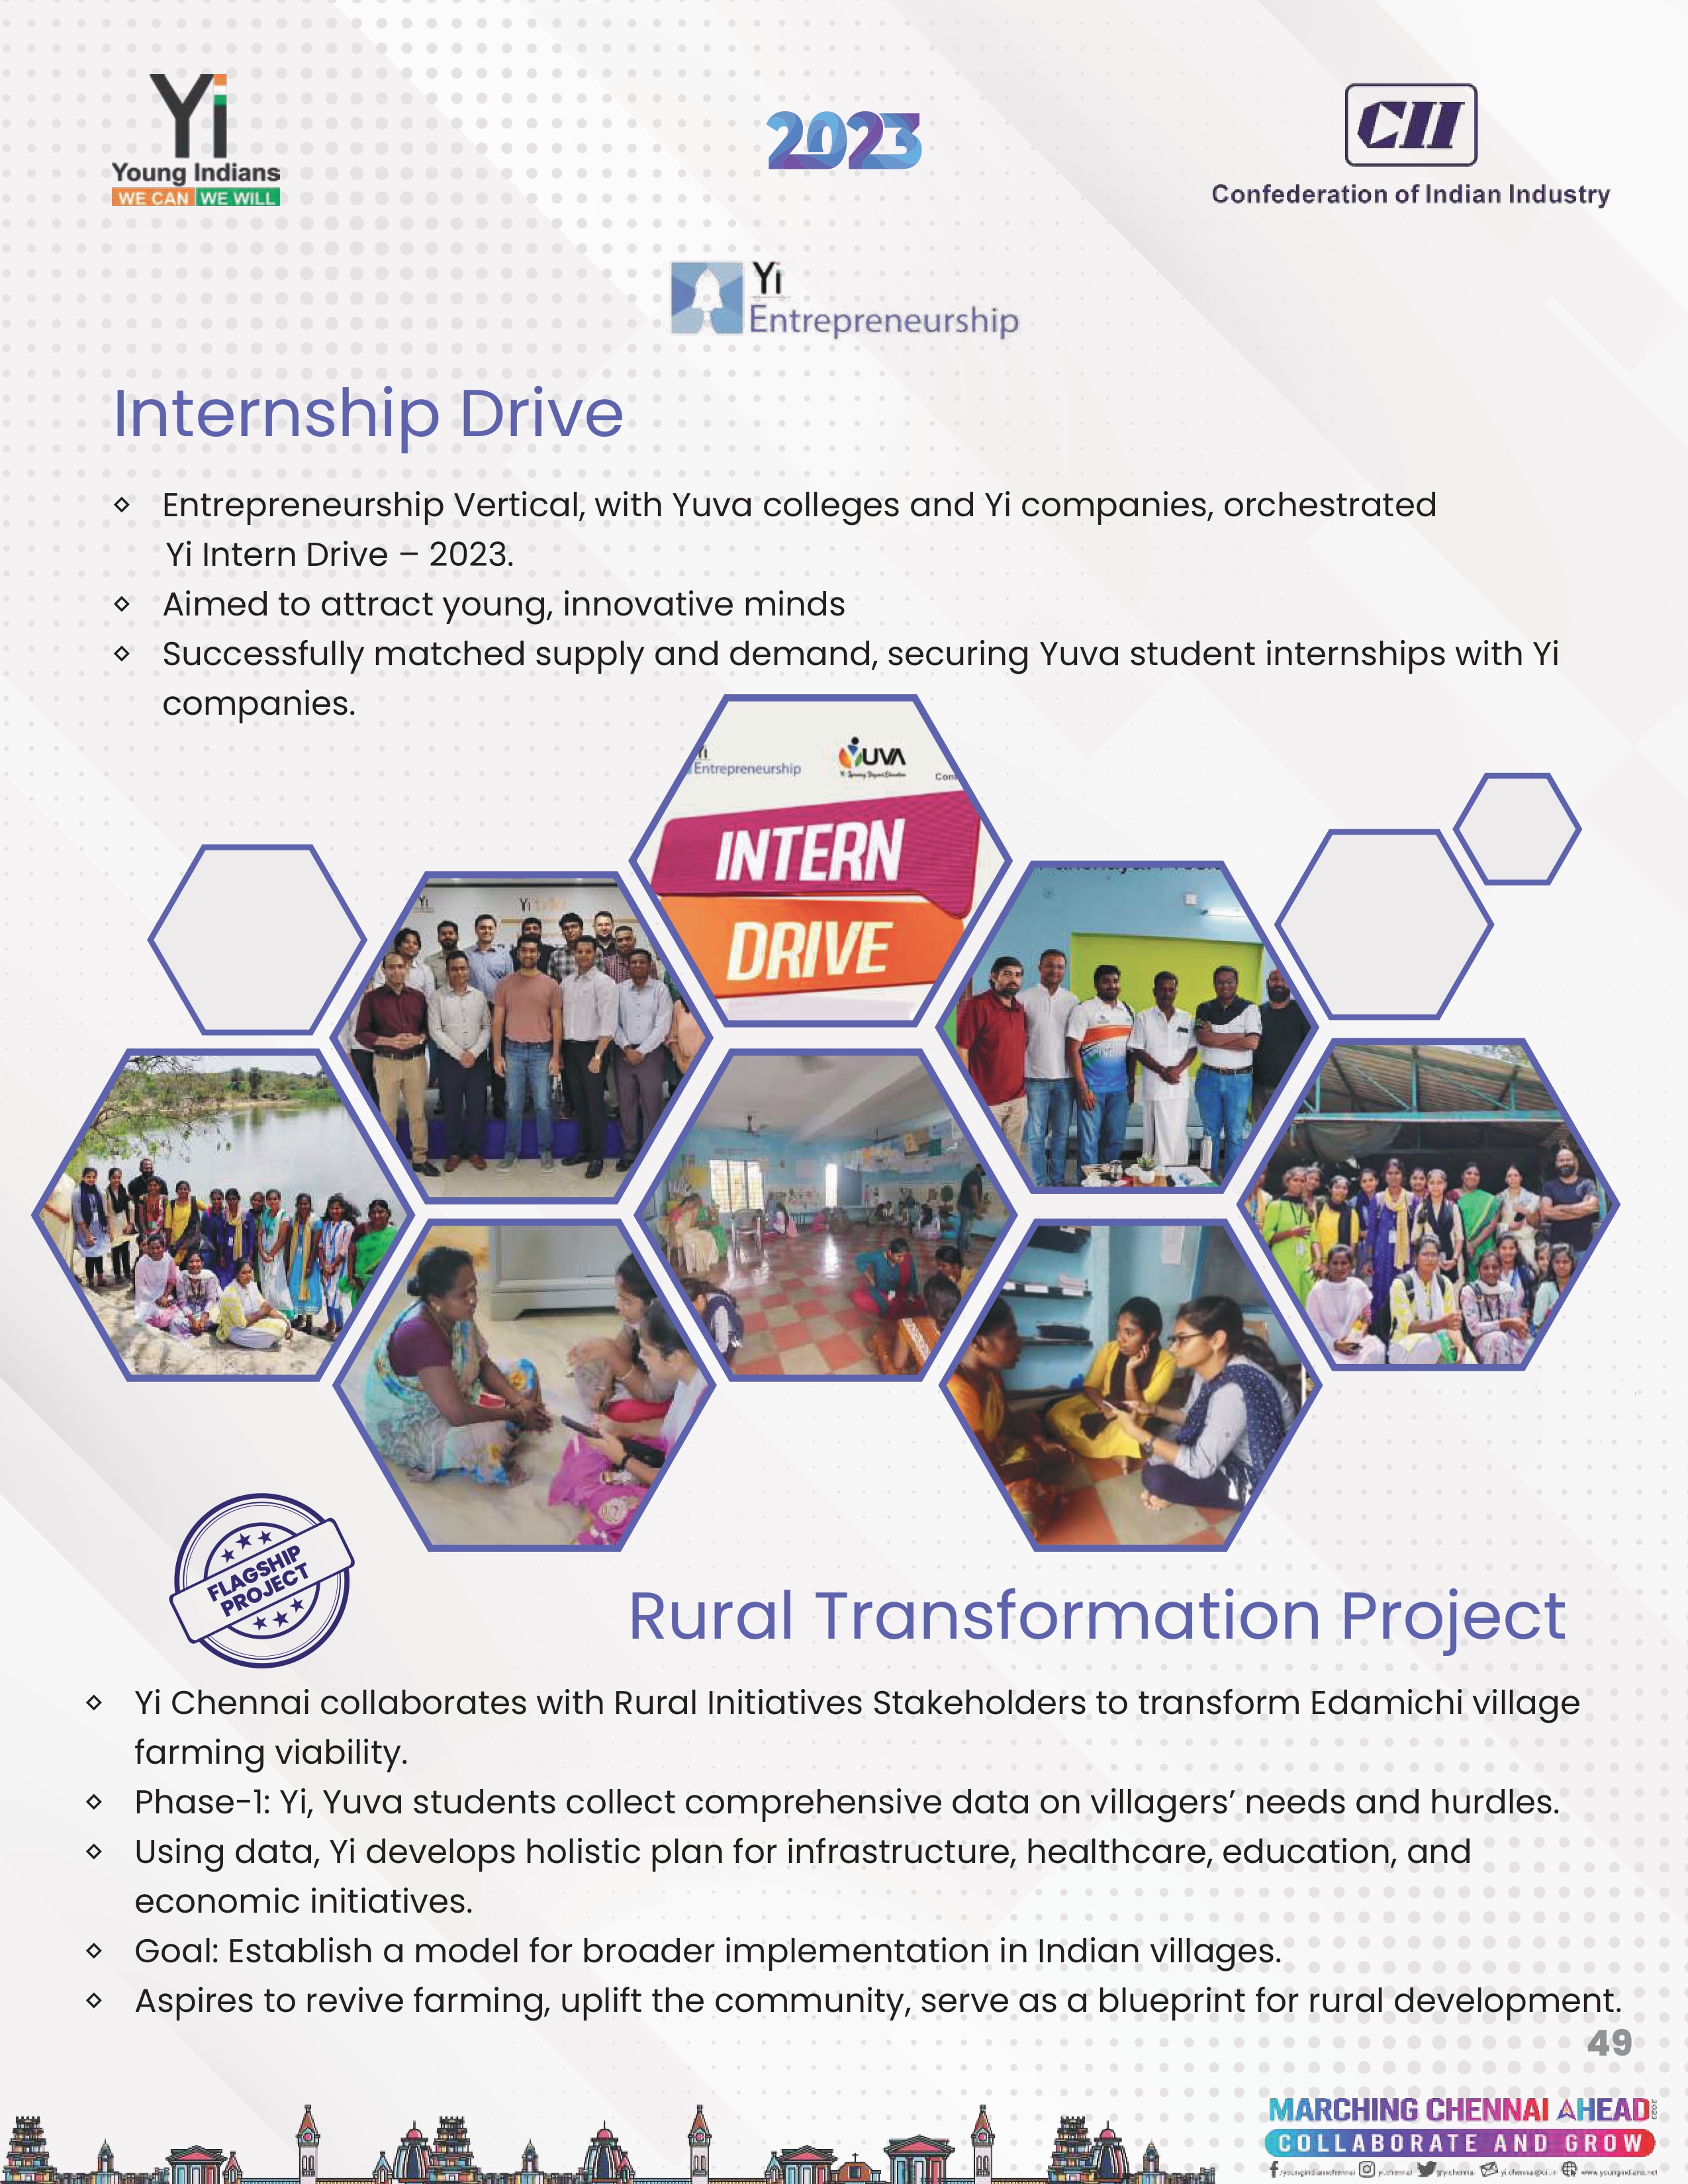 Yi
Young Indians
WE CAN WE WILL
2023
CII
Confederation of Indian Industry
Yi
Entrepreneurship
Internship Drive
Entrepreneurship Vertical, with Yuva colleges and Yi companies, orchestrated
Yi Intern Drive – 2023.
Aimed to attract young, innovative minds
Successfully matched supply and demand, securing Yuva student internships with Yi
companies.
Yi
Entrepreneurship
YUVA
INTERN
DRIVE
Yi
FLAGSHIP
PROJECT
Rural Transformation Project
Yi Chennai collaborates with Rural Initiatives Stakeholders to transform Edamichi village
farming viability.
Phase-1: Yi, Yuva students collect comprehensive data on villagers’ needs and hurdles.
Using data, Yi develops holistic plan for infrastructure, healthcare, education, and
economic initiatives.
Goal: Establish a model for broader implementation in Indian villages.
Aspires to revive farming, uplift the community, serve as a blueprint for rural development.
49
MARCHING CHENNAI AHEAD 2023
COLLABORATE AND GROW